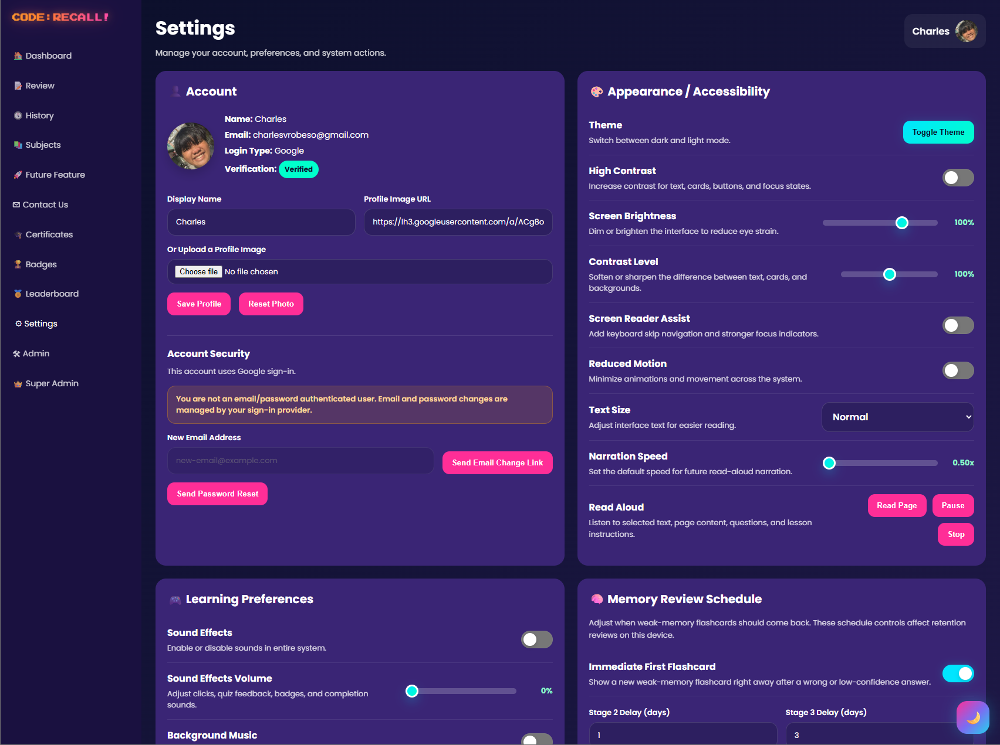 CODE:RECALL!
Dashboard
Review
History
Subjects
Future Feature
Contact Us
Certificates
Badges
Leaderboard
Settings
Admin
Super Admin
Settings
Manage your account, preferences, and system actions.
Charles
Account
Name: Charles
Email: charlesvrobeso@gmail.com
Login Type: Google
Verification: Verified
Display Name
Charles
Profile Image URL
https://lh3.googleusercontent.com/a/ACg8o
Or Upload a Profile Image
Choose file No file chosen
Save Profile
Reset Photo
Account Security
This account uses Google sign-in.
You are not an email/password authenticated user. Email and password changes are
managed by your sign-in provider.
New Email Address
new-email@example.com
Send Email Change Link
Send Password Reset
Appearance / Accessibility
Theme
Switch between dark and light mode.
Toggle Theme
High Contrast
Increase contrast for text, cards, buttons, and focus states.
Screen Brightness
Dim or brighten the interface to reduce eye strain.
100%
Contrast Level
Soften or sharpen the difference between text, cards, and
backgrounds.
100%
Screen Reader Assist
Add keyboard skip navigation and stronger focus indicators.
Reduced Motion
Minimize animations and movement across the system.
Text Size
Adjust interface text for easier reading.
Normal
Narration Speed
Set the default speed for future read-aloud narration.
0.50x
Read Aloud
Listen to selected text, page content, questions, and lesson
instructions.
Read Page
Pause
Stop
Learning Preferences
Sound Effects
Enable or disable sounds in entire system.
Sound Effects Volume
Adjust clicks, quiz feedback, badges, and completion
sounds.
0%
Background Music
Memory Review Schedule
Adjust when weak-memory flashcards should come back. These schedule controls affect retention
reviews on this device.
Immediate First Flashcard
Show a new weak-memory flashcard right away after a wrong or low-confidence answer.
Stage 2 Delay (days)
1
Stage 3 Delay (days)
3